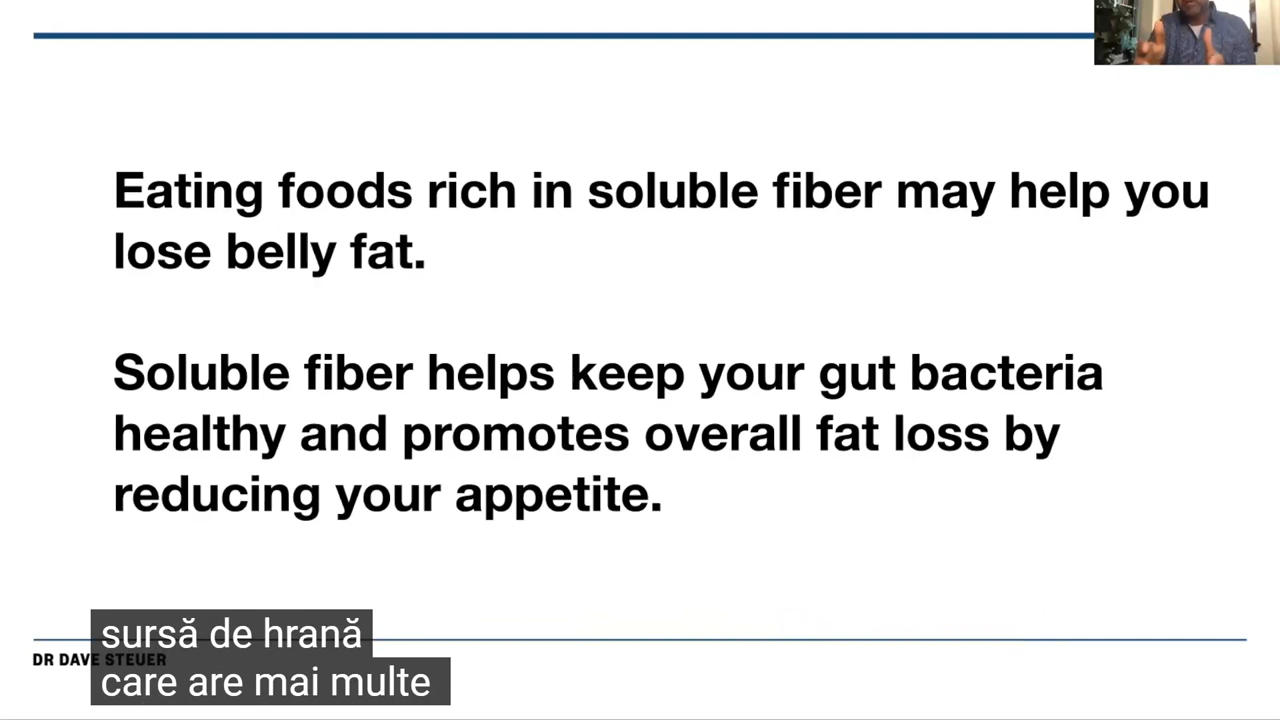 Eating foods rich in soluble fiber may help you
lose belly fat.
Soluble fiber helps keep your gut bacteria
healthy and promotes overall fat loss by
reducing your appetite.
sursă de hrană
DR DAVE STEUER
care are mai multe